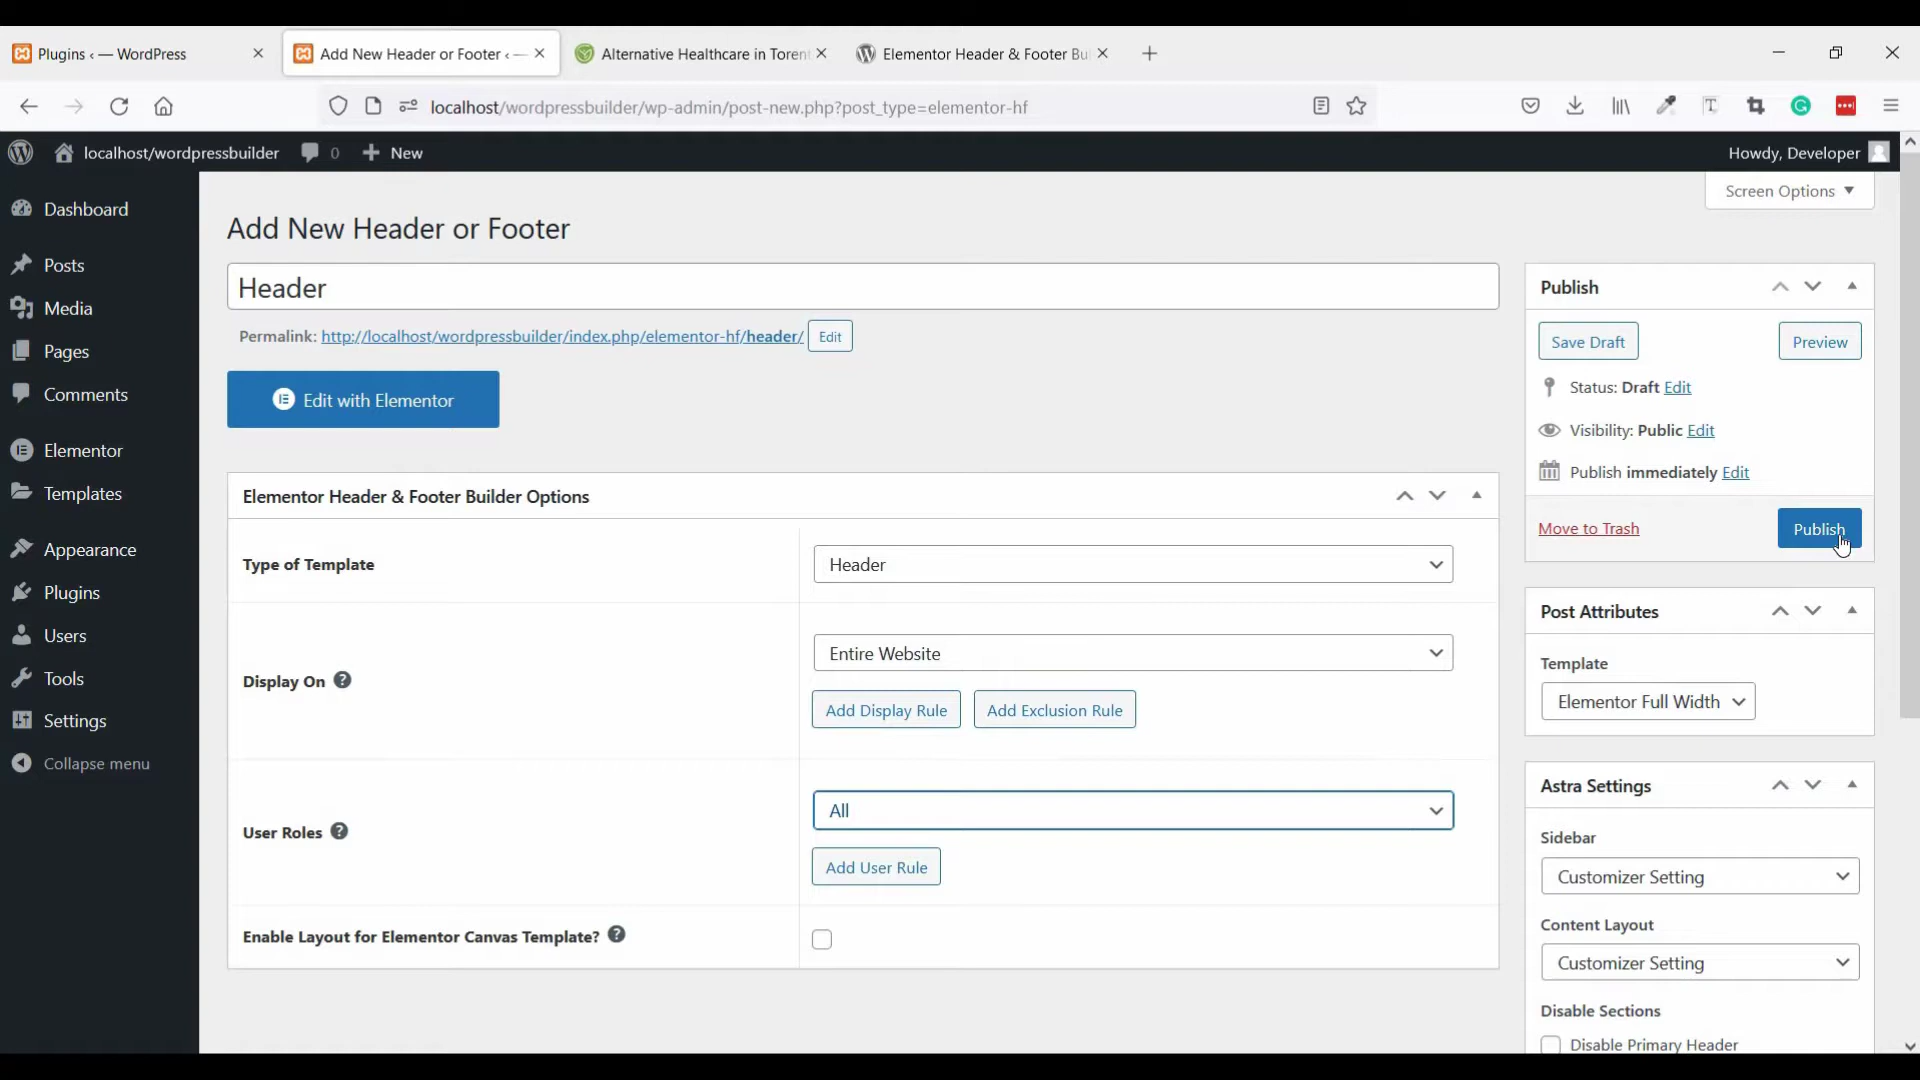 Plugins ‹ — WordPress
Add New Header or Footer ‹ —
Alternative Healthcare in Toren
Elementor Header & Footer Bu
localhost/wordpressbuilder/wp-admin/post-new.php?post_type=elementor-hf
localhost/wordpressbuilder
0
New
Howdy, Developer
Screen Options
Dashboard
Posts
Media
Pages
Comments
Elementor
Templates
Appearance
Plugins
Users
Tools
Settings
Collapse menu
Add New Header or Footer
Header
Permalink: http://localhost/wordpressbuilder/index.php/elementor-hf/header/ Edit
Edit with Elementor
Elementor Header & Footer Builder Options
Type of Template
Header
Display On
Entire Website
Add Display Rule
Add Exclusion Rule
User Roles
All
Add User Rule
Enable Layout for Elementor Canvas Template?
Publish
Save Draft
Preview
Status: Draft Edit
Visibility: Public Edit
Publish immediately Edit
Move to Trash
Publish
Post Attributes
Template
Elementor Full Width
Astra Settings
Sidebar
Customizer Setting
Content Layout
Customizer Setting
Disable Sections
Disable Primary Header